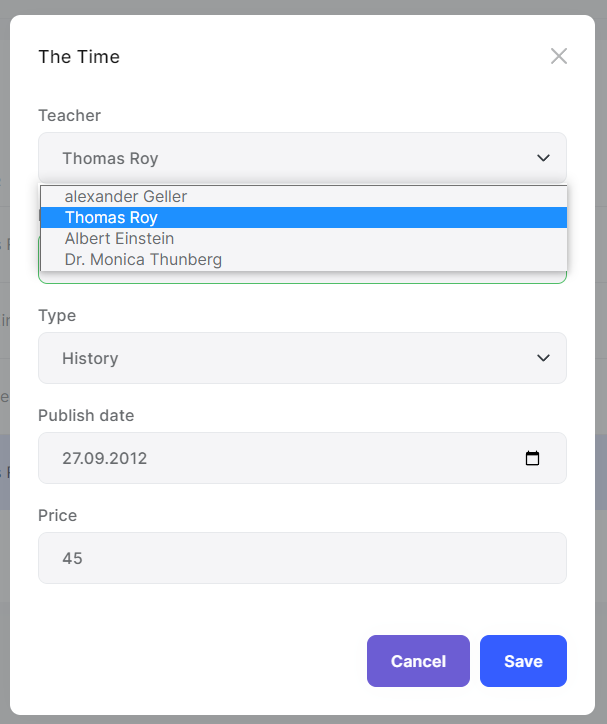 The Time
Teacher
Thomas Roy
alexander Geller
Thomas Roy
Albert Einstein
Dr. Monica Thunberg
Type
History
Publish date
27.09.2012
Price
45
Cancel
Save